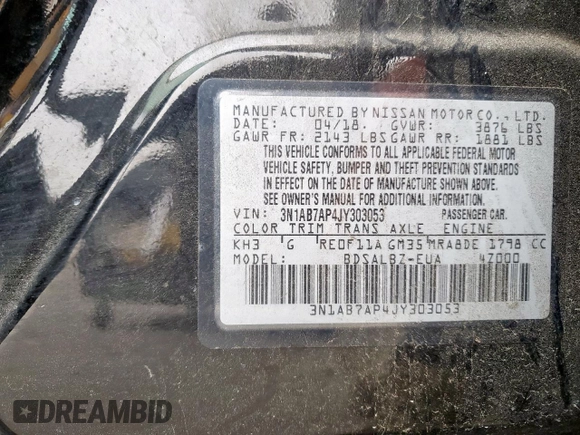 MANUFACTURED BY NISSAN MOTOR CO., LTD.
DATE: 04/18 GVWR: 3876 LBS
GAWR FR: 2143 LBS GAWR RR: 1881 LBS
THIS VEHICLE CONFORMS TO ALL APPLICABLE FEDERAL MOTOR
VEHICLE SAFETY, BUMPER AND THEFT PREVENTION STANDARDS
IN EFFECT ON THE DATE OF MANUFACTURE SHOWN ABOVE.
SEE OWNER'S MANUAL FOR ADDITIONAL INFORMATION.
VIN: 3N1AB7AP4JY303053 PASSENGER CAR.
COLOR TRIM TRANS AXLE ENGINE
KH3 G RE0F11A GM35 MRA8DE 1798 CC
MODEL: BDSALBZ-EUA 4Z000
3N1AB7AP4JY303053
DREAMBID